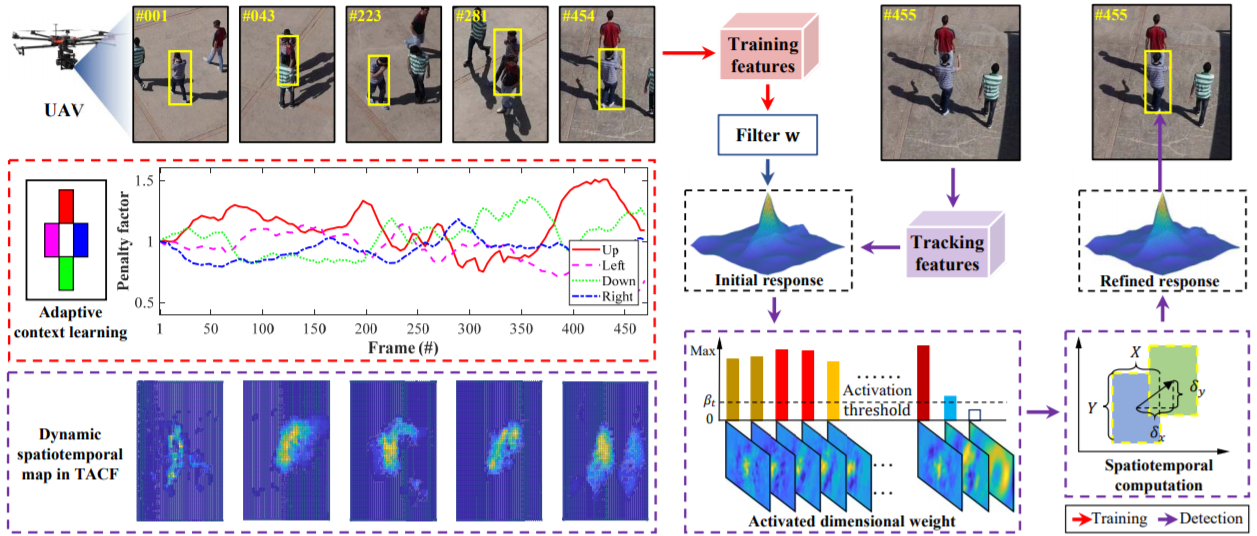 UAV
#001
#043
#223
#281
#454
Training
features
Filter w
#455
#455
Initial response
Tracking
features
Refined response
Adaptive
context learning
Penalty factor
1.5
1
0.5
Up
Left
Down
Right
1
50
100
150
200
250
300
350
400
450
Frame (#)
Dynamic
spatiotemporal
map in TACF
Max
β_t
0
......
Activation
threshold
...
...
Activated dimensional weight
X
Y
δ_y
δ_x
Spatiotemporal
computation
Training
Detection